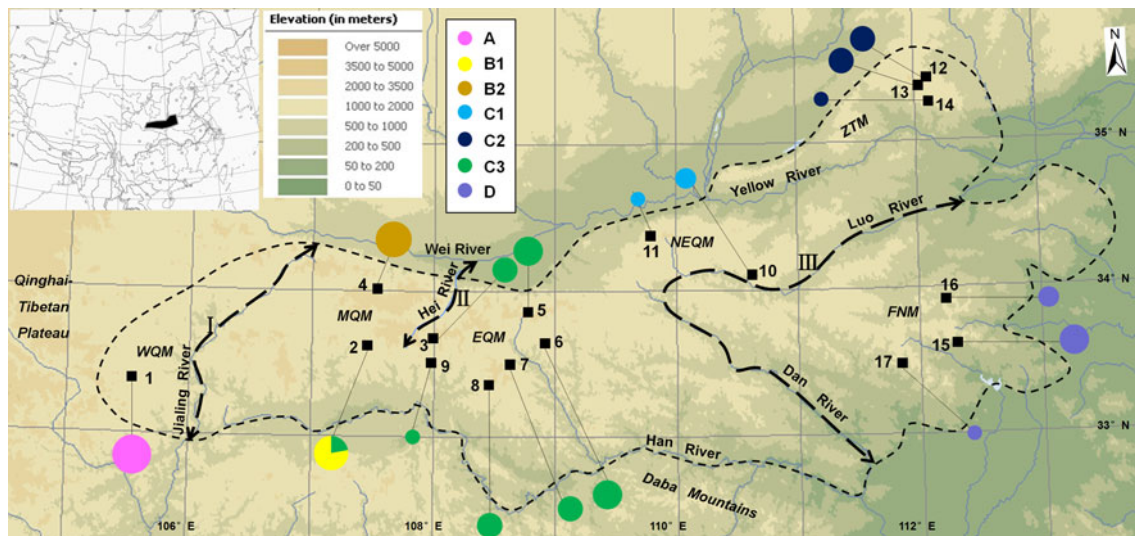 Elevation (in meters)
Over 5000
3500 to 5000
2000 to 3500
1000 to 2000
500 to 1000
200 to 500
50 to 200
0 to 50
A
B1
B2
C1
C2
C3
D
N
12
13
14
ZTM
35° N
Yellow River
Luo River
Wei River
NEQM
11
10
III
34° N
Qinghai-
Tibetan
Plateau
I
4
Hei River
II
MQM
2
3
9
5
EQM
6
7
8
16
FNM
15
17
WQM
1
Jialing River
Dan River
33° N
Han River
Daba Mountains
106° E
108° E
110° E
112° E